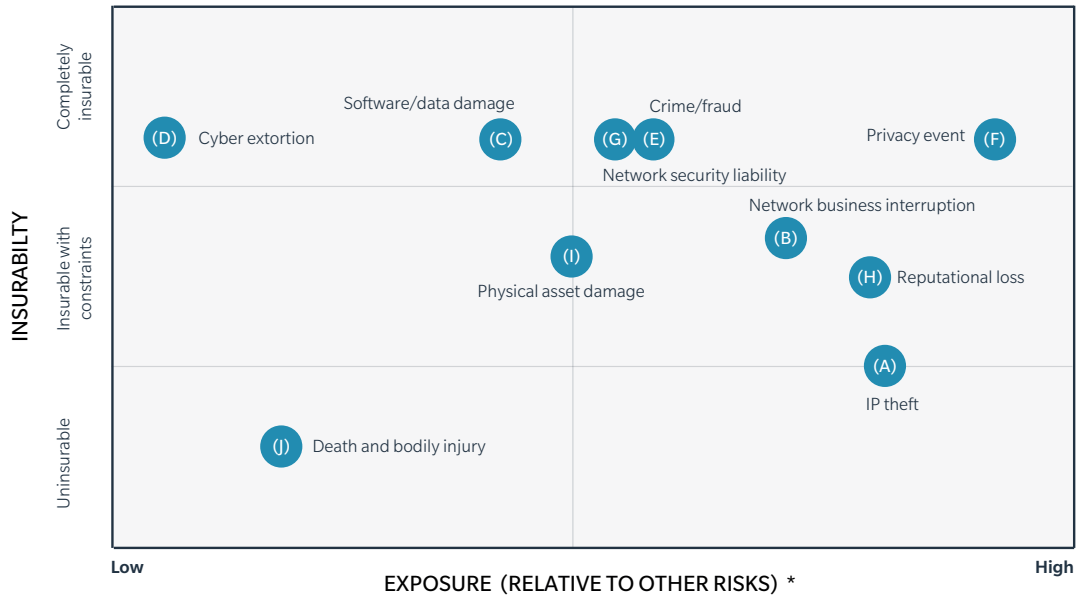 Completely
insurable
Insurable with
constraints
Uninsurable
INSURABILTY
Software/data damage
Crime/fraud
(D)
Cyber extortion
(C)
(G)
(E)
Privacy event
(F)
Network security liability
Network business interruption
(B)
(I)
Physical asset damage
(H)
Reputational loss
(A)
IP theft
(J)
Death and bodily injury
Low
High
EXPOSURE (RELATIVE TO OTHER RISKS) *